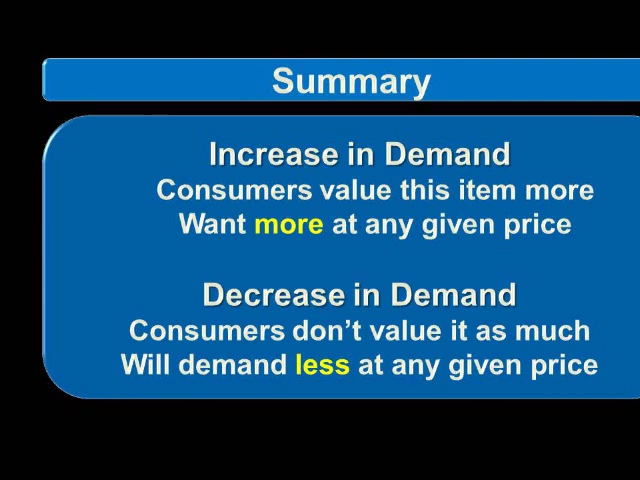 Summary
Increase in Demand
Consumers value this item more
Want more at any given price
Decrease in Demand
Consumers don’t value it as much
Will demand less at any given price